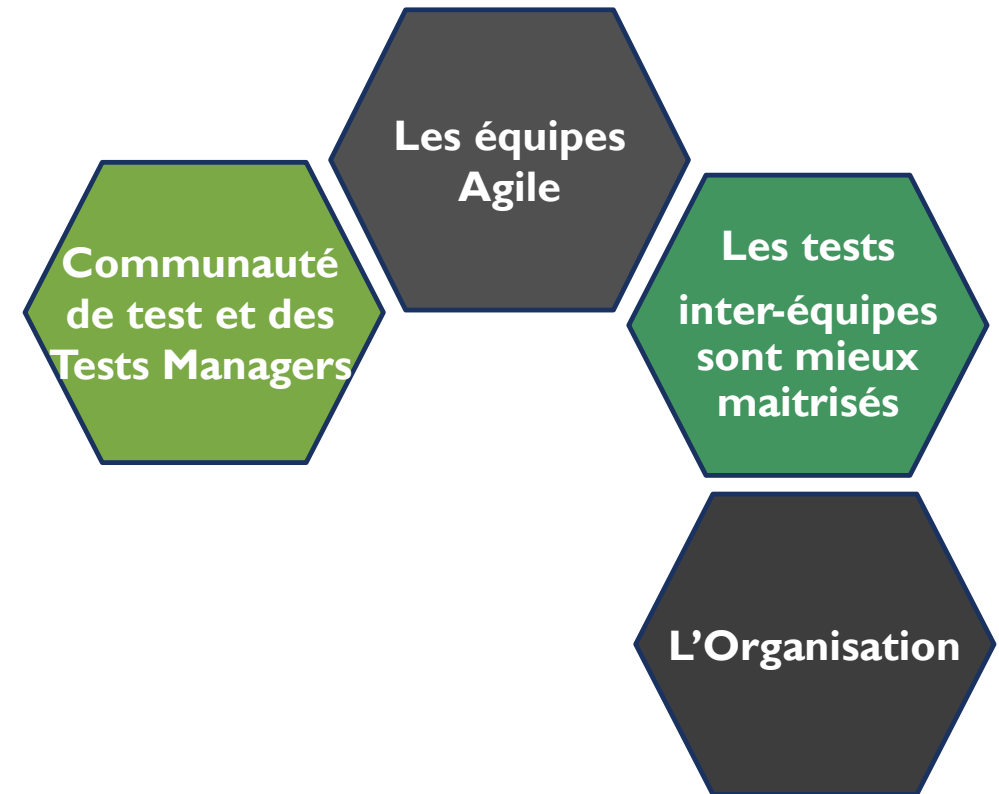 Communauté
de test et des
Tests Managers
Les équipes
Agile
Les tests
inter-équipes
sont mieux
maitrisés
L’Organisation